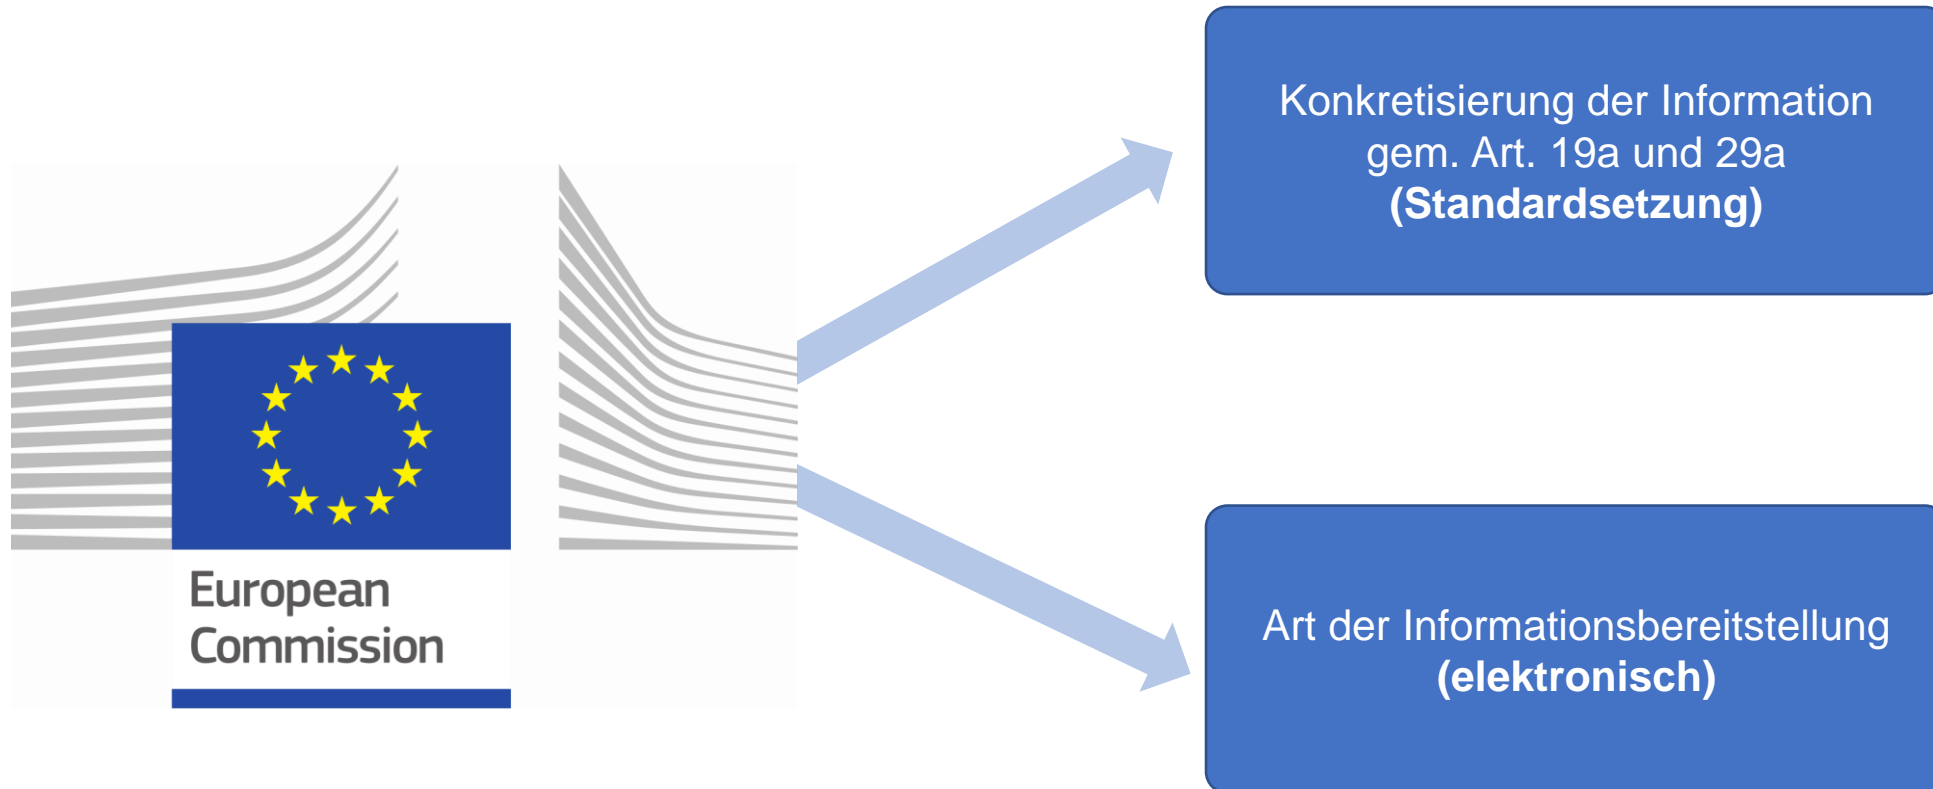 Konkretisierung der Information
gem. Art. 19a und 29a
(Standardsetzung)
European
Commission
Art der Informationsbereitstellung
(elektronisch)